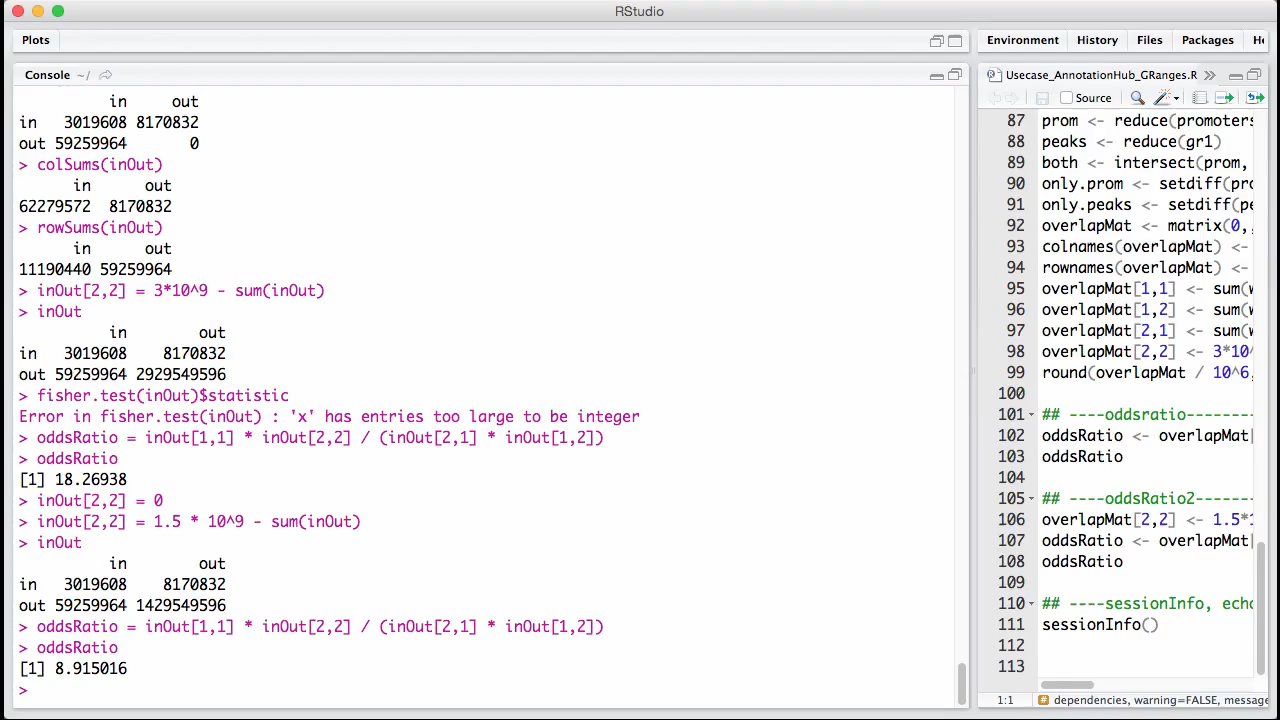 RStudio
Plots
Console ~/
in out
in 3019608 8170832
out 59259964 0
> colSums(inOut)
in out
62279572 8170832
> rowSums(inOut)
in out
11190440 59259964
> inOut[2,2] = 3*10^9 - sum(inOut)
> inOut
in out
in 3019608 8170832
out 59259964 2929549596
> fisher.test(inOut)$statistic
Error in fisher.test(inOut) : 'x' has entries too large to be integer
> oddsRatio = inOut[1,1] * inOut[2,2] / (inOut[2,1] * inOut[1,2])
> oddsRatio
[1] 18.26938
> inOut[2,2] = 0
> inOut[2,2] = 1.5 * 10^9 - sum(inOut)
> inOut
in out
in 3019608 8170832
out 59259964 1429549596
> oddsRatio = inOut[1,1] * inOut[2,2] / (inOut[2,1] * inOut[1,2])
> oddsRatio
[1] 8.915016
>
Environment History Files Packages He
Usecase_AnnotationHub_GRanges.R
Source
87 prom <- reduce(promoters
88 peaks <- reduce(gr1)
89 both <- intersect(prom,
90 only.prom <- setdiff(pro
91 only.peaks <- setdiff(pe
92 overlapMat <- matrix(0,,
93 colnames(overlapMat) <-
94 rownames(overlapMat) <-
95 overlapMat[1,1] <- sum(w
96 overlapMat[1,2] <- sum(w
97 overlapMat[2,1] <- sum(w
98 overlapMat[2,2] <- 3*10^
99 round(overlapMat / 10^6,
100
101 ## ----oddsratio--------
102 oddsRatio <- overlapMat[
103 oddsRatio
104
105 ## ----oddsRatio2-------
106 overlapMat[2,2] <- 1.5*1
107 oddsRatio <- overlapMat[
108 oddsRatio
109
110 ## ----sessionInfo, echo
111 sessionInfo()
112
113
1:1 # dependencies, warning=FALSE, message